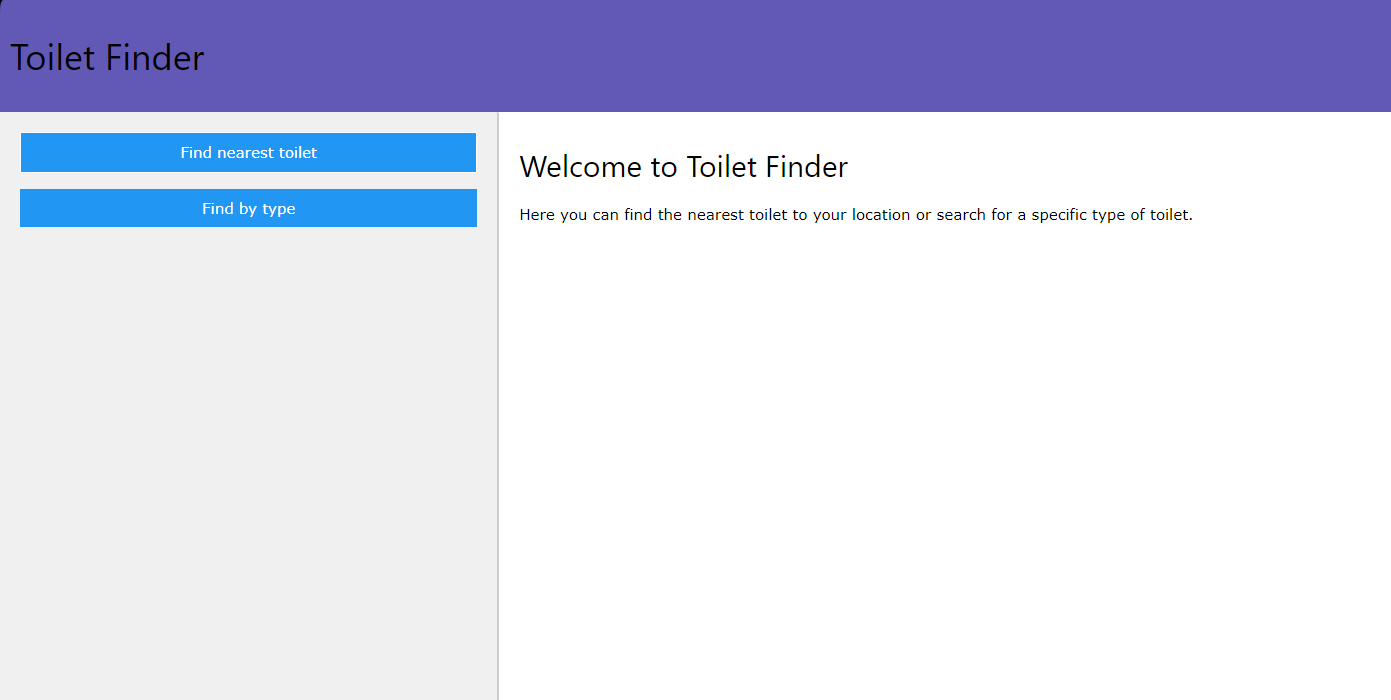 Toilet Finder
Find nearest toilet
Find by type
Welcome to Toilet Finder
Here you can find the nearest toilet to your location or search for a specific type of toilet.